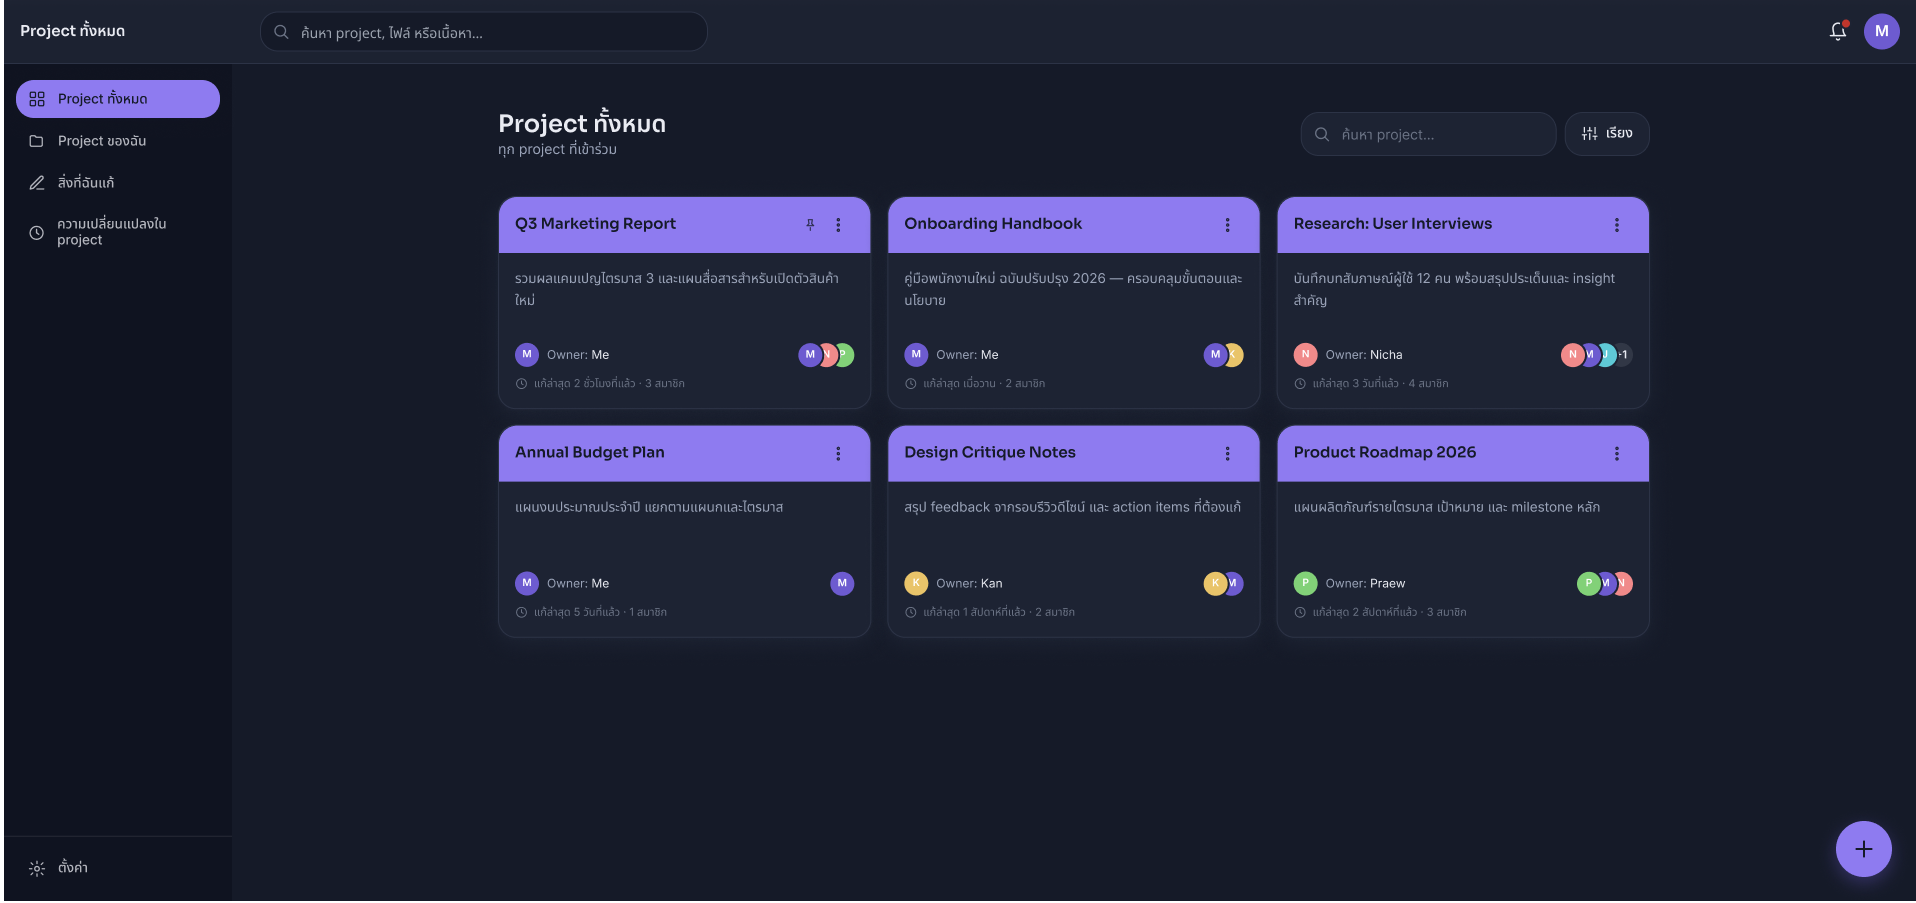 Project ทั้งหมด
ค้นหา project, ไฟล์ หรือเนื้อหา...
M
Project ทั้งหมด
Project ของฉัน
สิ่งที่ฉันแก้
ความเปลี่ยนแปลงใน
project
ตั้งค่า
Project ทั้งหมด
ทุก project ที่เข้าร่วม
ค้นหา project...
เรียง
Q3 Marketing Report
รวมผลแคมเปญไตรมาส 3 และแผนสื่อสารสำหรับเปิดตัวสินค้า
ใหม่
M Owner: Me M N P
แก้ล่าสุด 2 ชั่วโมงที่แล้ว · 3 สมาชิก
Onboarding Handbook
คู่มือพนักงานใหม่ ฉบับปรับปรุง 2026 — ครอบคลุมขั้นตอนและ
นโยบาย
M Owner: Me M K
แก้ล่าสุด เมื่อวาน · 2 สมาชิก
Research: User Interviews
บันทึกบทสัมภาษณ์ผู้ใช้ 12 คน พร้อมสรุปประเด็นและ insight
สำคัญ
N Owner: Nicha N M J +1
แก้ล่าสุด 3 วันที่แล้ว · 4 สมาชิก
Annual Budget Plan
แผนงบประมาณประจำปี แยกตามแผนกและไตรมาส
M Owner: Me M
แก้ล่าสุด 5 วันที่แล้ว · 1 สมาชิก
Design Critique Notes
สรุป feedback จากรอบรีวิวดีไซน์ และ action items ที่ต้องแก้
K Owner: Kan K M
แก้ล่าสุด 1 สัปดาห์ที่แล้ว · 2 สมาชิก
Product Roadmap 2026
แผนผลิตภัณฑ์รายไตรมาส เป้าหมาย และ milestone หลัก
P Owner: Praew P M N
แก้ล่าสุด 2 สัปดาห์ที่แล้ว · 3 สมาชิก